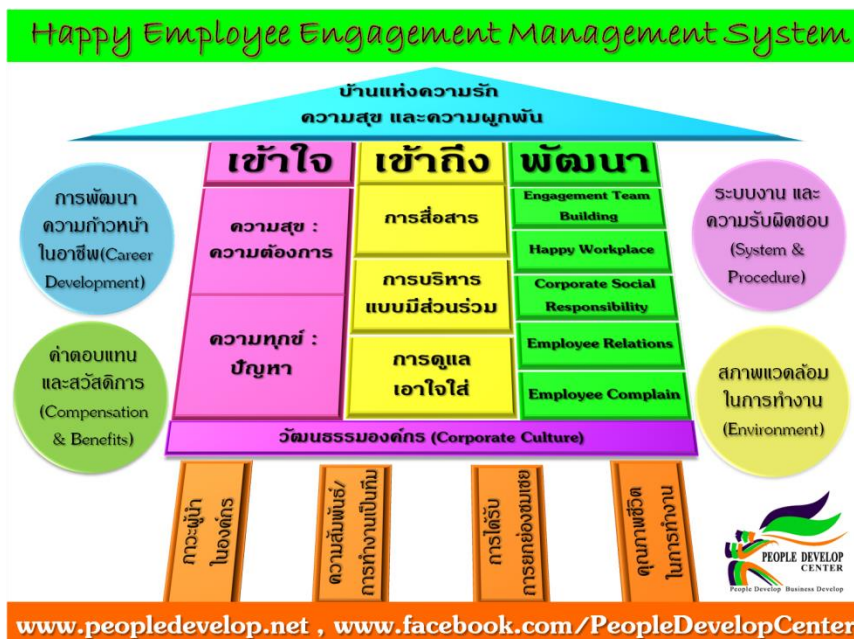 Happy Employee Engagement Management System
บ้านแห่งความรัก
ความสุข และความผูกพัน
เข้าใจ
เข้าถึง
พัฒนา
การพัฒนา
ความก้าวหน้า
ในอาชีพ(Career
Development)
ค่าตอบแทน
และสวัสดิการ
(Compensation
& Benefits)
ความสุข :
ความต้องการ
ความทุกข์ :
ปัญหา
การสื่อสาร
การบริหาร
แบบมีส่วนร่วม
การดูแล
เอาใจใส่
Engagement Team
Building
Happy Workplace
Corporate Social
Responsibility
Employee Relations
Employee Complain
ระบบงาน และ
ความรับผิดชอบ
(System &
Procedure)
สภาพแวดล้อม
ในการทำงาน
(Environment)
วัฒนธรรมองค์กร (Corporate Culture)
ภาวะผู้นำ
ในองค์กร
ความสัมพันธ์/
การทำงานเป็นทีม
การได้รับ
การยกย่องชมเชย
คุณภาพชีวิต
ในการทำงาน
PEOPLE DEVELOP
CENTER
People Develop Business Develop
www.peopledevelop.net , www.facebook.com/PeopleDevelopCenter